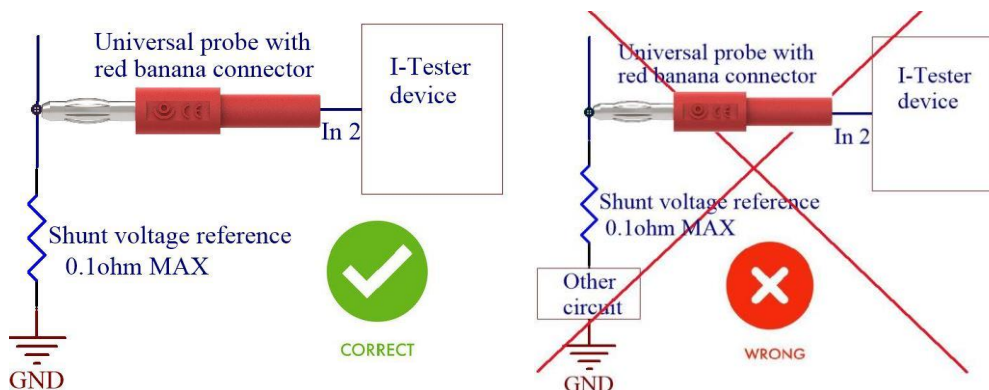 Universal probe with
red banana connector
I-Tester
device
In 2
Shunt voltage reference
0.1ohm MAX
CORRECT
GND
Universal probe with
red banana connector
I-Tester
device
In 2
Shunt voltage reference
0.1ohm MAX
Other
circuit
WRONG
GND